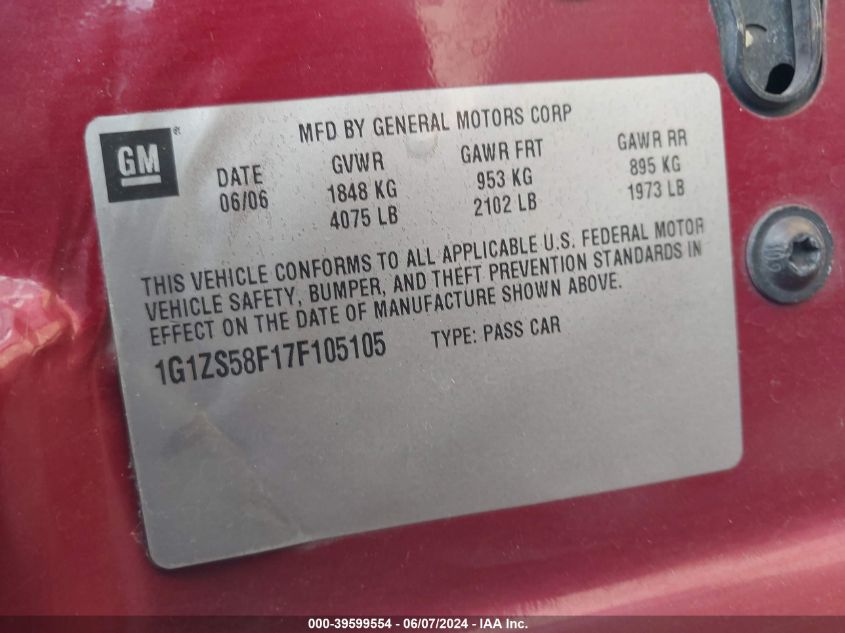 MFD BY GENERAL MOTORS CORP
GM
DATE GVWR GAWR FRT GAWR RR
06/06 1848 KG 953 KG 895 KG
4075 LB 2102 LB 1973 LB
THIS VEHICLE CONFORMS TO ALL APPLICABLE U.S. FEDERAL MOTOR
VEHICLE SAFETY, BUMPER, AND THEFT PREVENTION STANDARDS IN
EFFECT ON THE DATE OF MANUFACTURE SHOWN ABOVE.
1G1ZS58F17F105105 TYPE: PASS CAR
000-39599554 - 06/07/2024 - IAA Inc.